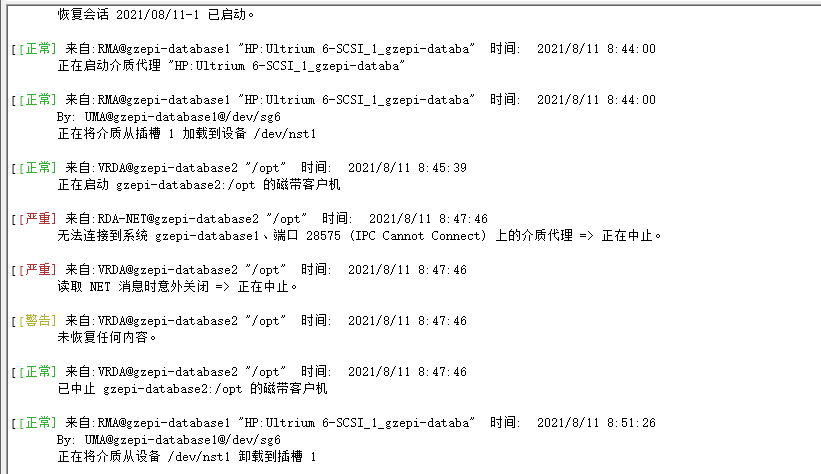 恢复会话 2021/08/11-1 已启动。
[[正常] 来自:RMA@gzepi-database1 "HP:Ultrium 6-SCSI_1_gzepi-databa" 时间: 2021/8/11 8:44:00
正在启动介质代理 "HP:Ultrium 6-SCSI_1_gzepi-databa"
[[正常] 来自:RMA@gzepi-database1 "HP:Ultrium 6-SCSI_1_gzepi-databa" 时间: 2021/8/11 8:44:00
By: UMA@gzepi-database1@/dev/sg6
正在将介质从插槽 1 加载到设备 /dev/nst1
[[正常] 来自:VRDA@gzepi-database2 "/opt" 时间: 2021/8/11 8:45:39
正在启动 gzepi-database2:/opt 的磁带客户机
[[严重] 来自:RDA-NET@gzepi-database2 "/opt" 时间: 2021/8/11 8:47:46
无法连接到系统 gzepi-database1、端口 28575 (IPC Cannot Connect) 上的介质代理 => 正在中止。
[[严重] 来自:VRDA@gzepi-database2 "/opt" 时间: 2021/8/11 8:47:46
读取 NET 消息时意外关闭 => 正在中止。
[[警告] 来自:VRDA@gzepi-database2 "/opt" 时间: 2021/8/11 8:47:46
未恢复任何内容。
[[正常] 来自:VRDA@gzepi-database2 "/opt" 时间: 2021/8/11 8:47:46
已中止 gzepi-database2:/opt 的磁带客户机
[[正常] 来自:RMA@gzepi-database1 "HP:Ultrium 6-SCSI_1_gzepi-databa" 时间: 2021/8/11 8:51:26
By: UMA@gzepi-database1@/dev/sg6
正在将介质从设备 /dev/nst1 卸载到插槽 1